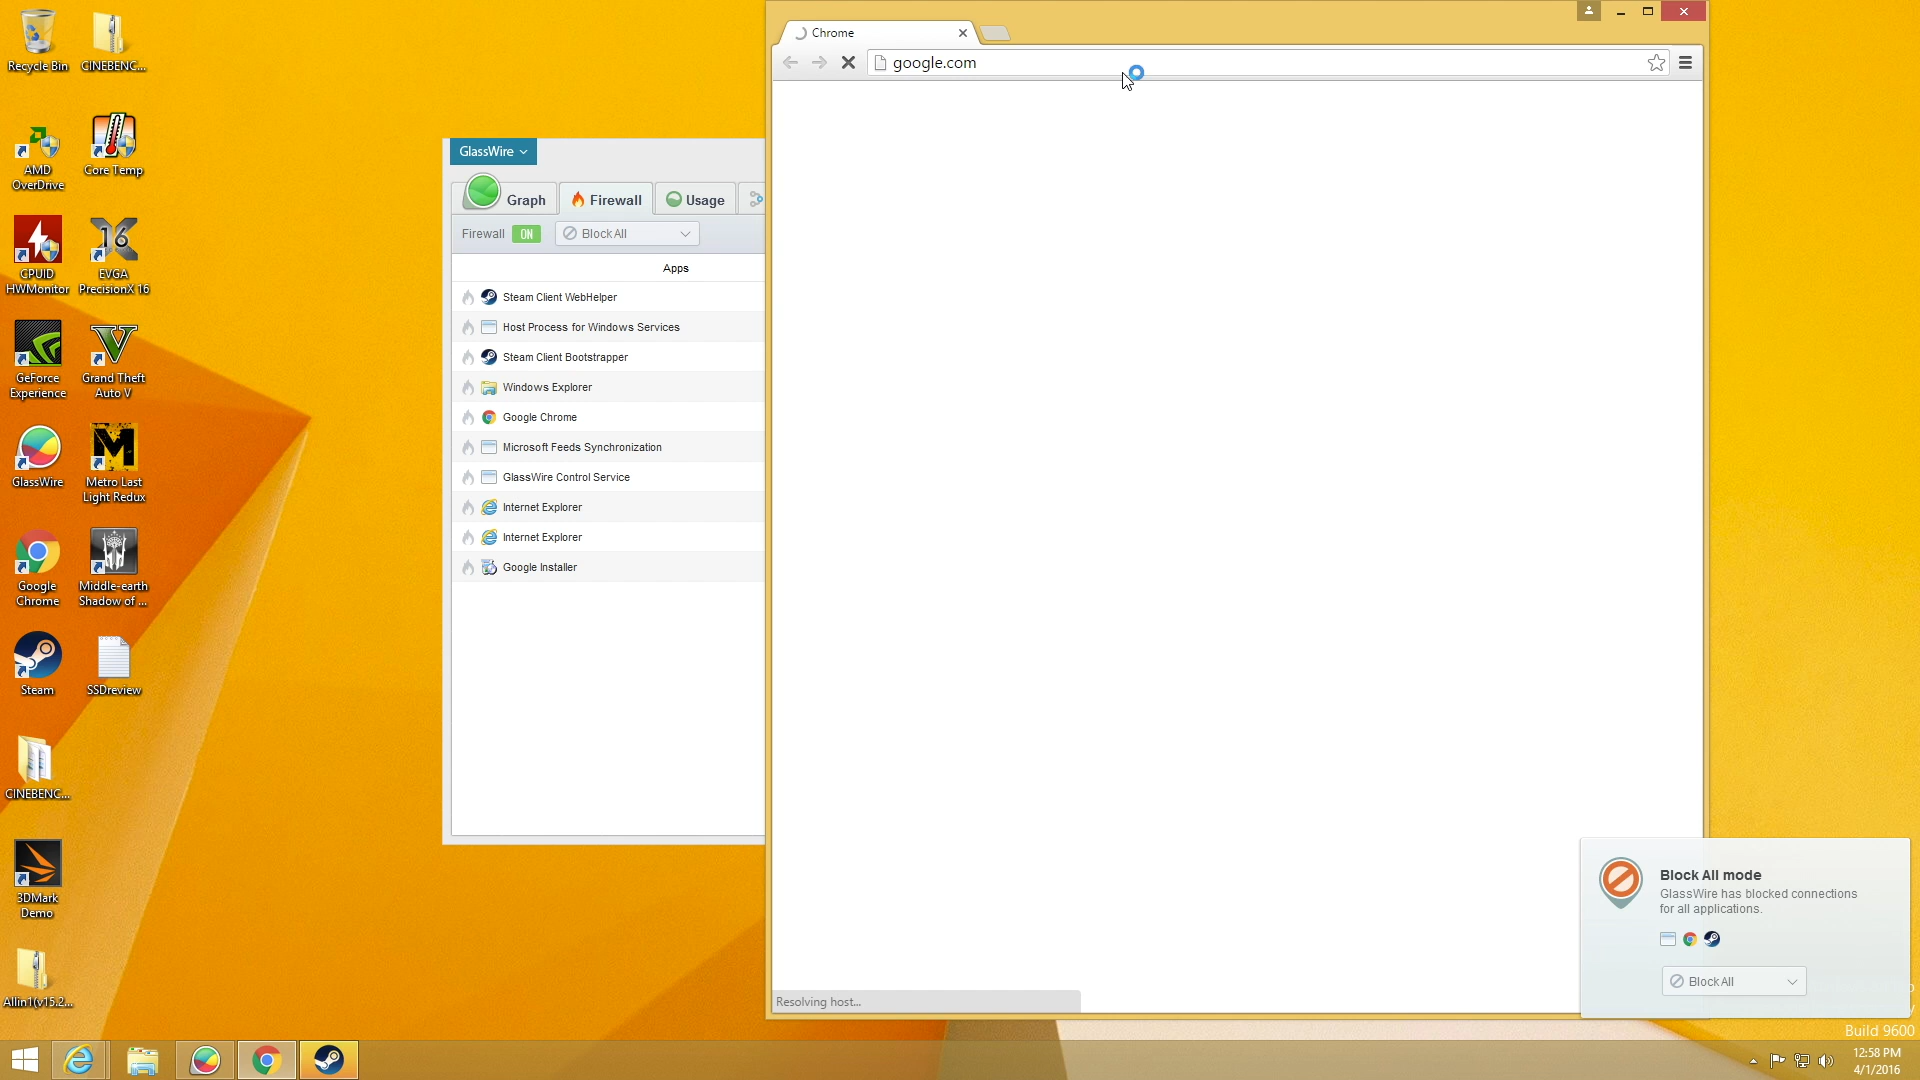 Recycle Bin
CINEBENC...
AMD
OverDrive
Core Temp
CPUID
HWMonitor
16
EVGA
PrecisionX 16
GeForce
Experience
V
Grand Theft
Auto V
GlassWire
M
Metro Last
Light Redux
Google
Chrome
Middle-earth
Shadow of ...
Steam
SSDreview
CINEBENC...
3DMark
Demo
Allin1(v15.2...
GlassWire
Graph
Firewall
Usage
Firewall
ON
Block All
Apps
Steam Client WebHelper
Host Process for Windows Services
Steam Client Bootstrapper
Windows Explorer
Google Chrome
Microsoft Feeds Synchronization
GlassWire Control Service
Internet Explorer
Internet Explorer
Google Installer
Chrome
google.com
Resolving host...
Block All mode
GlassWire has blocked connections
for all applications.
Block All
Build 9600
12:58 PM
4/1/2016